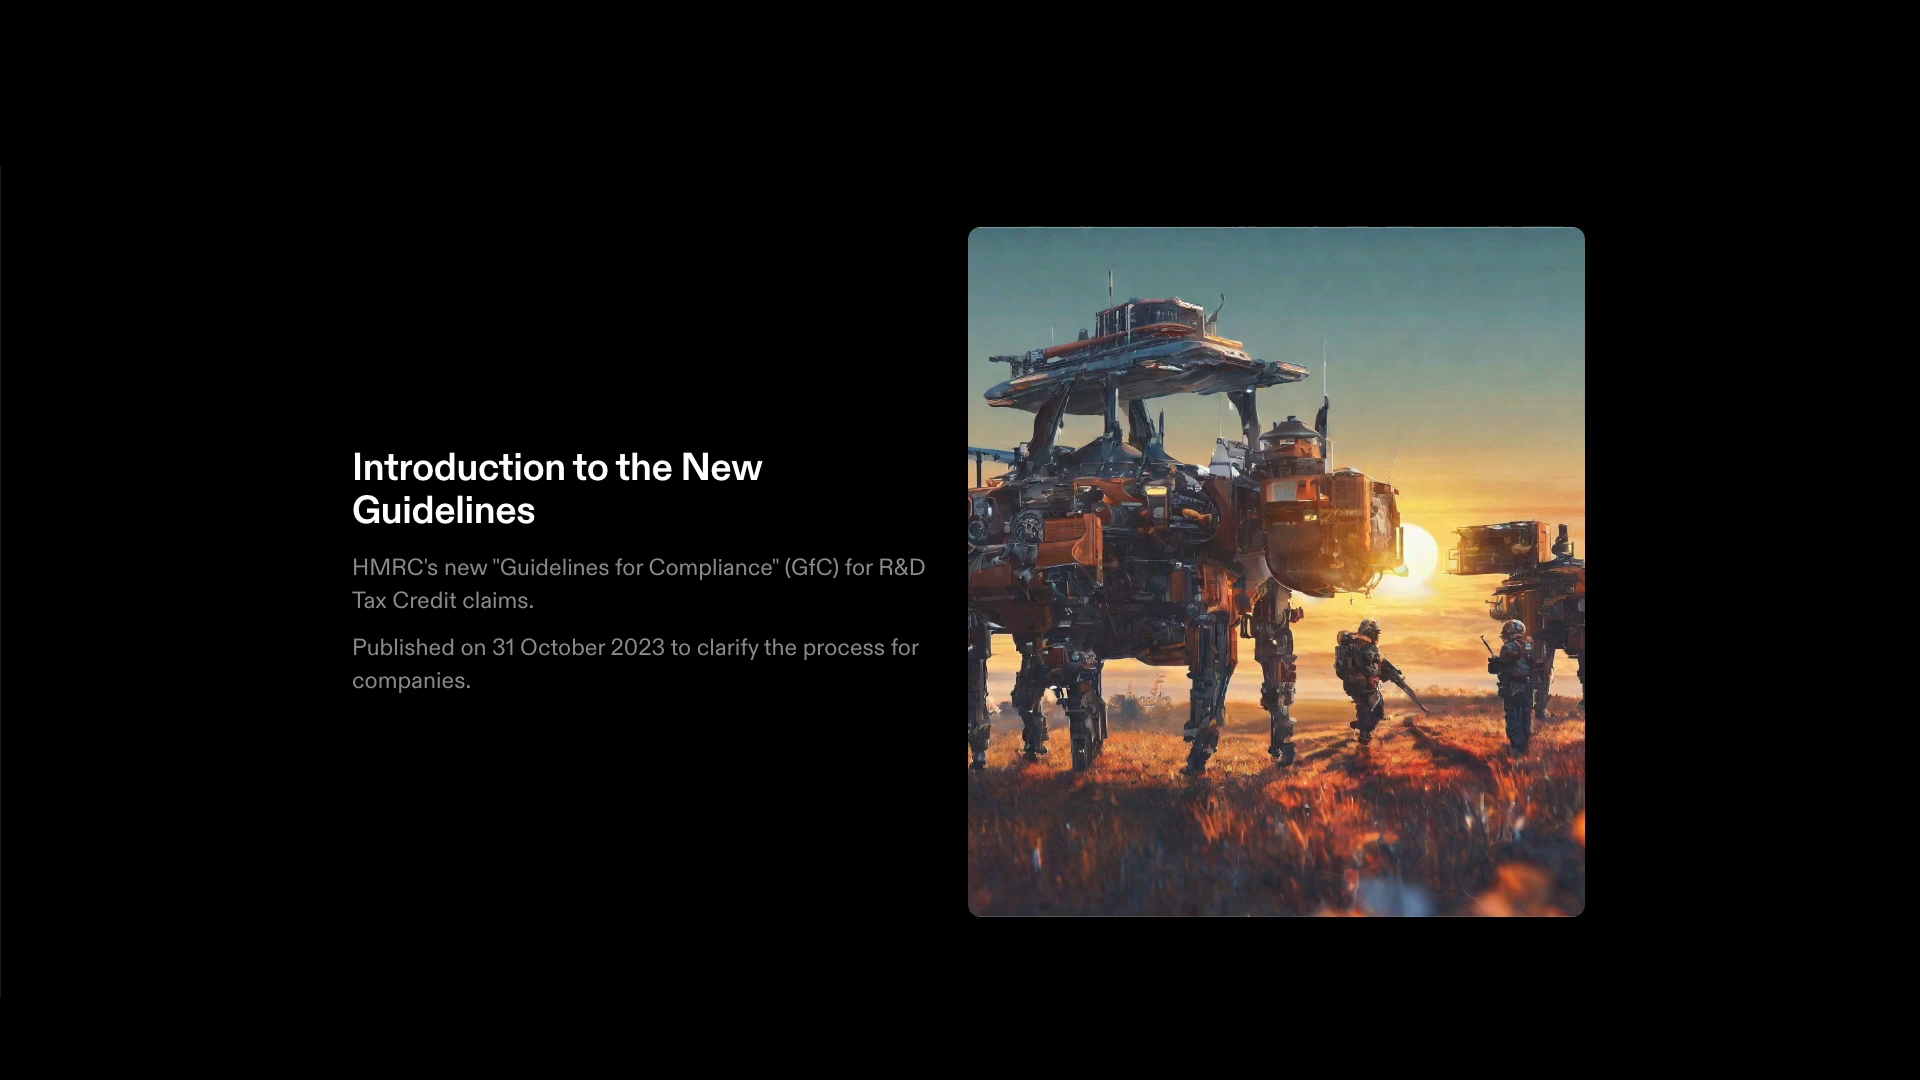 Introduction to the New
Guidelines
HMRC's new "Guidelines for Compliance" (GfC) for R&D
Tax Credit claims.
Published on 31 October 2023 to clarify the process for
companies.